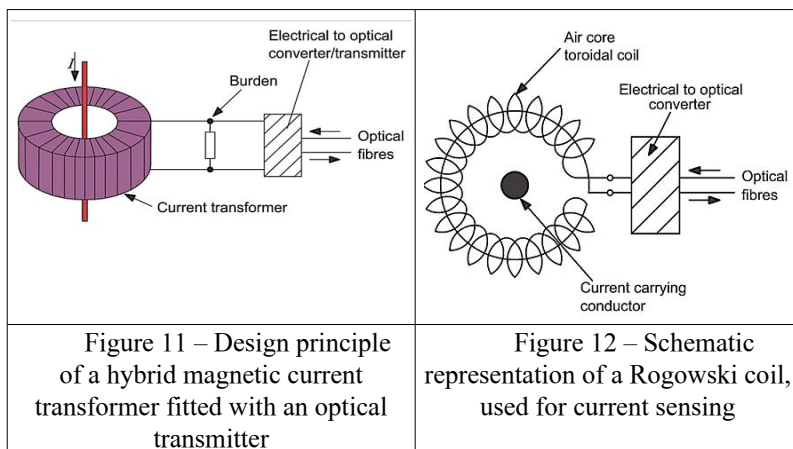 I
Electrical to optical
converter/transmitter
Burden
Optical
fibres
Current transformer
Air core
toroidal coil
Electrical to optical
converter
Optical
fibres
Current carrying
conductor
Figure 11 – Design principle
of a hybrid magnetic current
transformer fitted with an optical
transmitter
Figure 12 – Schematic
representation of a Rogowski coil,
used for current sensing